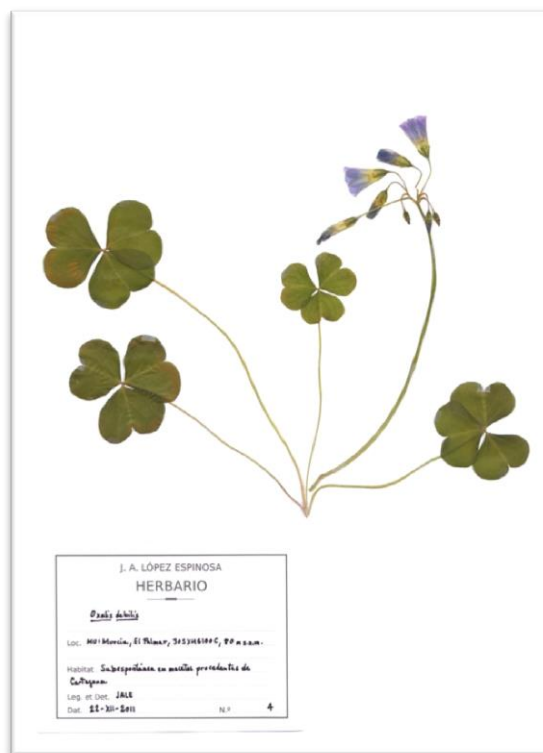 J. A. LÓPEZ ESPINOSA
HERBARIO
Oxalis debilis
Loc. MU: Murcia, El Palmar, 80 m s.n.m.
Habitat Subespontánea en macetas procedentes de
Cartagena.
Leg. et Det. JALE
Dat. 22-XII-2011 N.º 4